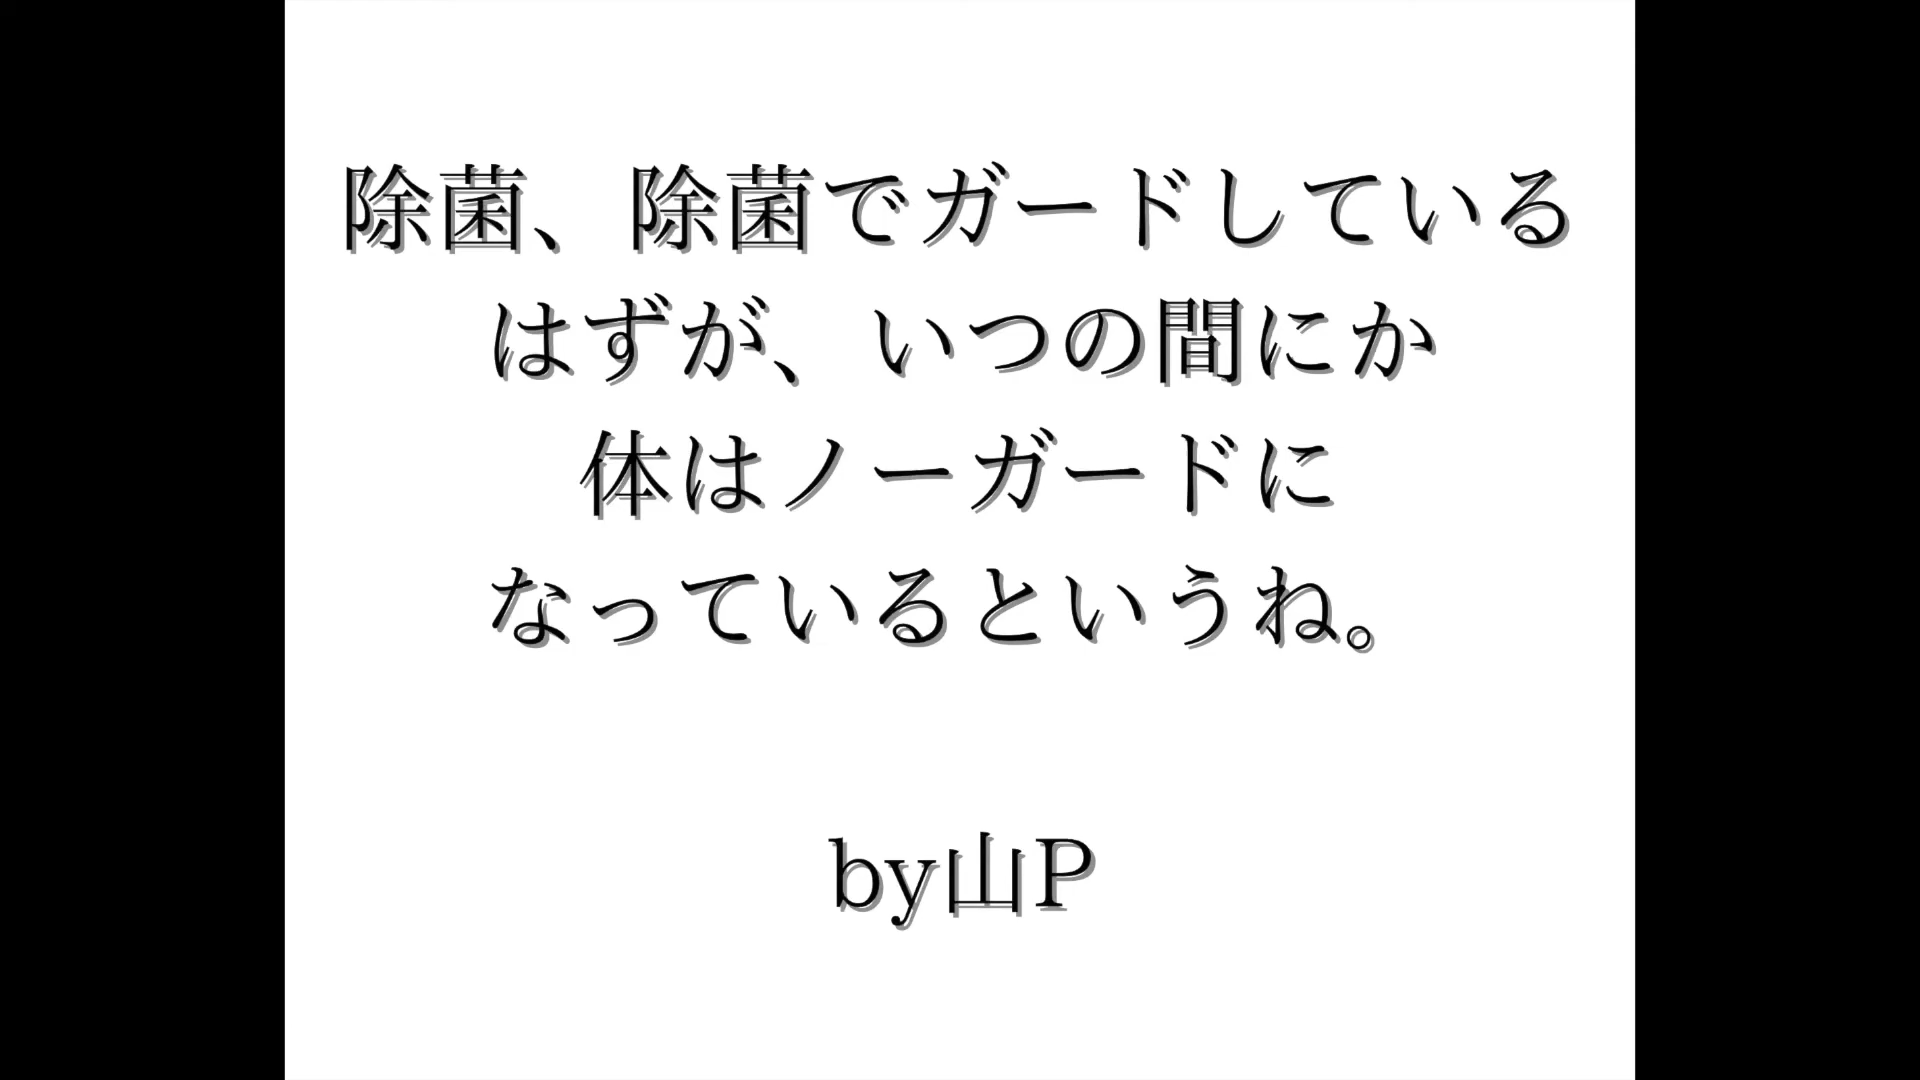 除菌、除菌でガードしている
はずが、いつの間にか
体はノーガードに
なっているというね。
by山P